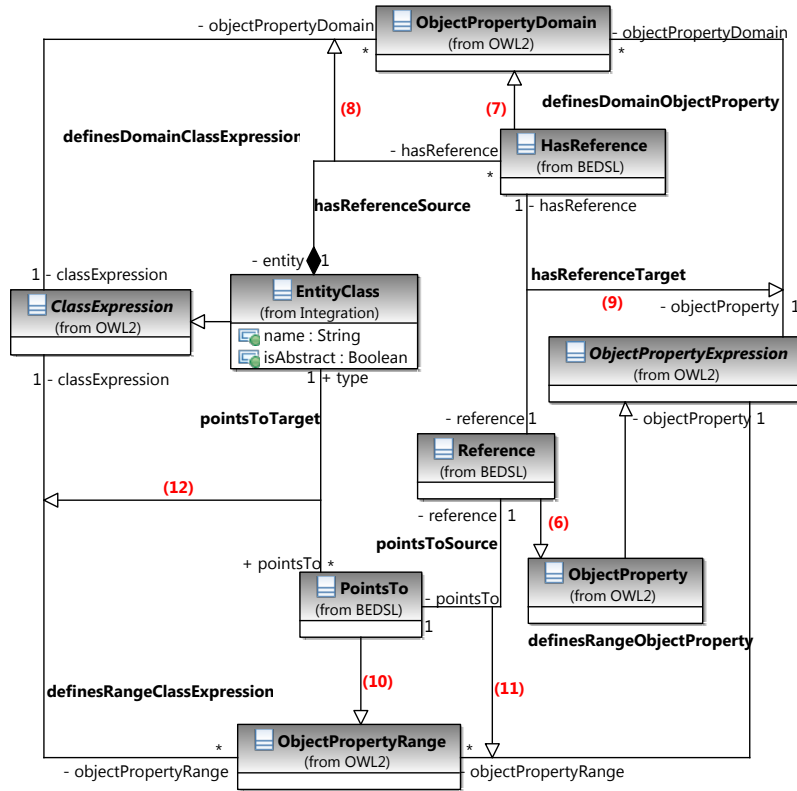 - objectPropertyDomain
ObjectPropertyDomain
(from OWL2)
- objectPropertyDomain
*
*
(8)
(7)
definesDomainObjectProperty
definesDomainClassExpression
- hasReference
*
HasReference
(from BEDSL)
hasReferenceSource
1 - hasReference
- entity 1
1 - classExpression
hasReferenceTarget
(9)
- objectProperty 1
ClassExpression
(from OWL2)
EntityClass
(from Integration)
name : String
isAbstract : Boolean
ObjectPropertyExpression
(from OWL2)
1 - classExpression
1 + type
pointsToTarget
- reference 1
- objectProperty 1
Reference
(from BEDSL)
(12)
- reference 1
(6)
pointsToSource
+ pointsTo *
PointsTo
(from BEDSL)
- pointsTo
1
ObjectProperty
(from OWL2)
definesRangeObjectProperty
definesRangeClassExpression
(10)
(11)
ObjectPropertyRange
(from OWL2)
*
*
- objectPropertyRange
- objectPropertyRange